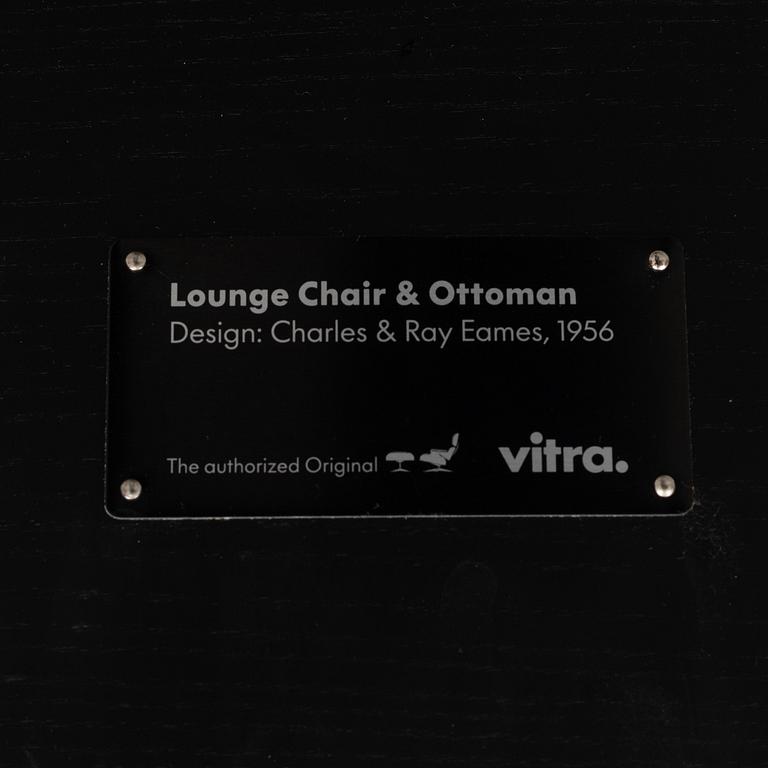 Lounge Chair & Ottoman
Design: Charles & Ray Eames, 1956
The authorized Original vitra.